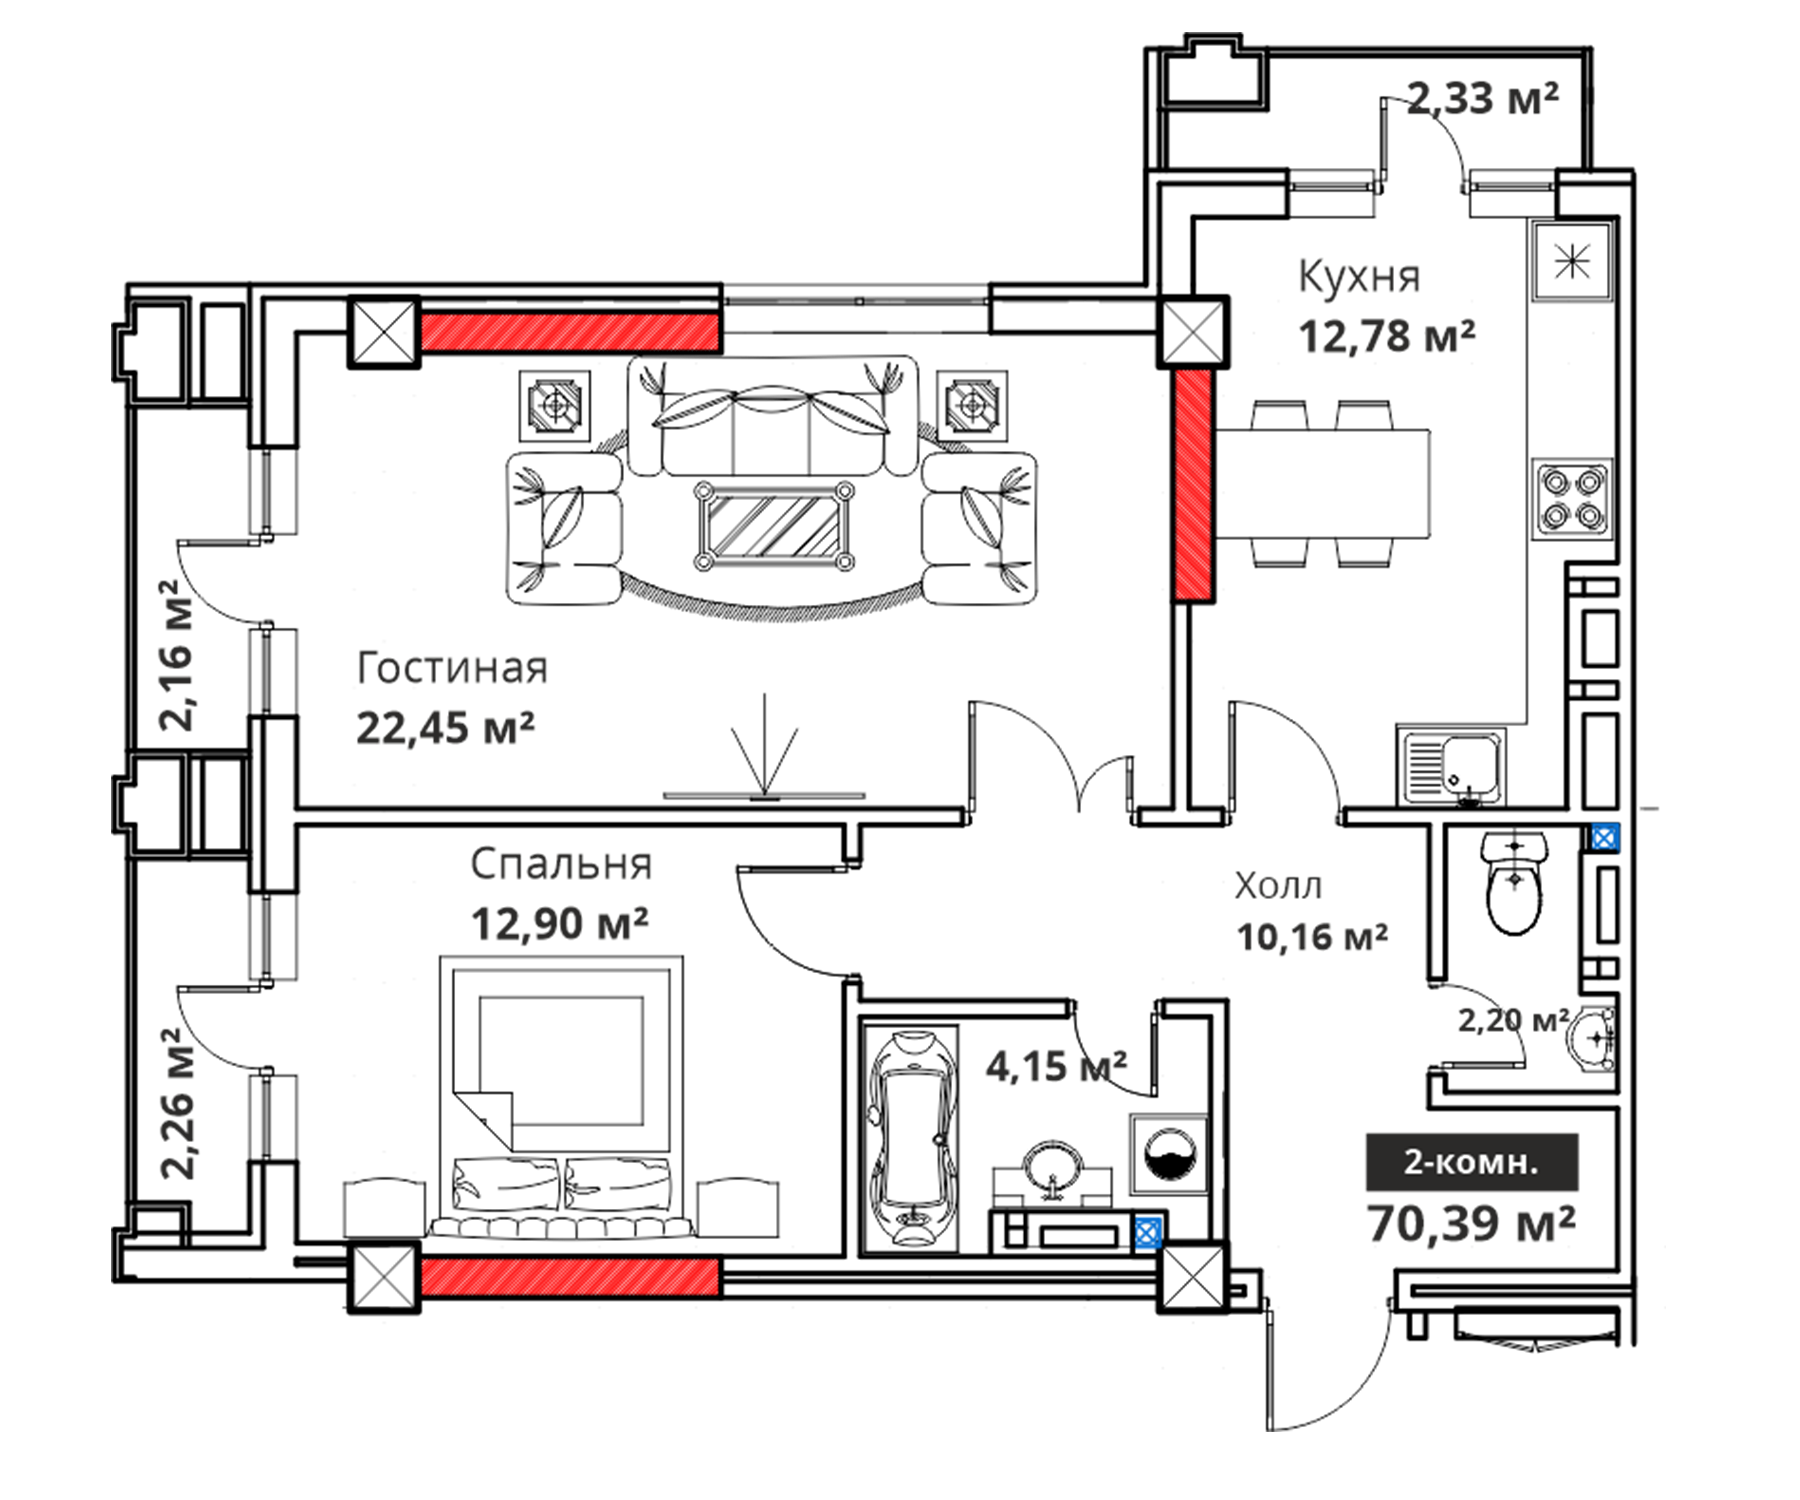 2,33 м²
Кухня
12,78 м²
2,16 м²
Гостиная
22,45 м²
Спальня
12,90 м²
Холл
10,16 м²
2,20 м²
4,15 м²
2,26 м²
2-комн.
70,39 м²